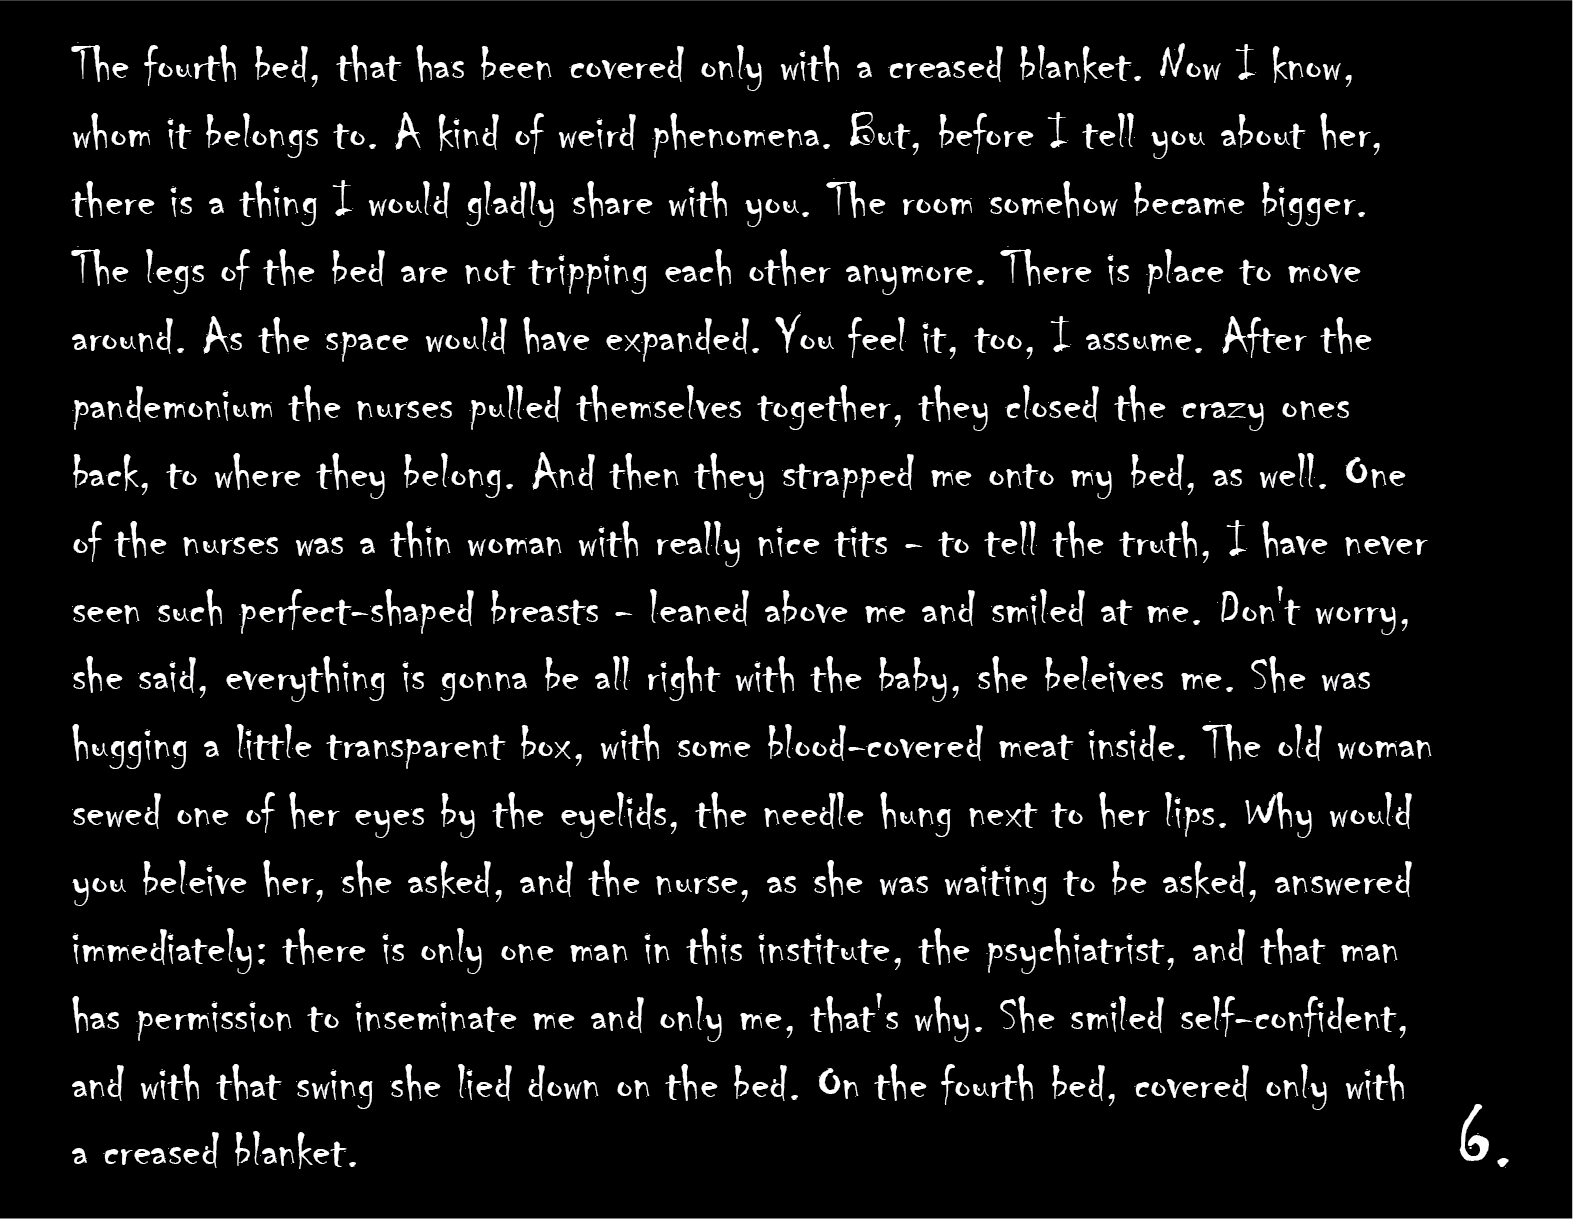 The fourth bed, that has been covered only with a creased blanket. Now I know,
whom it belongs to. A kind of weird phenomena. But, before I tell you about her,
there is a thing I would gladly share with you. The room somehow became bigger.
The legs of the bed are not tripping each other anymore. There is place to move
around. As the space would have expanded. You feel it, too, I assume. After the
pandemonium the nurses pulled themselves together, they closed the crazy ones
back, to where they belong. And then they strapped me onto my bed, as well. One
of the nurses was a thin woman with really nice tits - to tell the truth, I have never
seen such perfect-shaped breasts - leaned above me and smiled at me. Don't worry,
she said, everything is gonna be all right with the baby, she beleives me. She was
hugging a little transparent box, with some blood-covered meat inside. The old woman
sewed one of her eyes by the eyelids, the needle hung next to her lips. Why would
you beleive her, she asked, and the nurse, as she was waiting to be asked, answered
immediately: there is only one man in this institute, the psychiatrist, and that man
has permission to inseminate me and only me, that's why. She smiled self-confident,
and with that swing she lied down on the bed. On the fourth bed, covered only with
a creased blanket.
6.